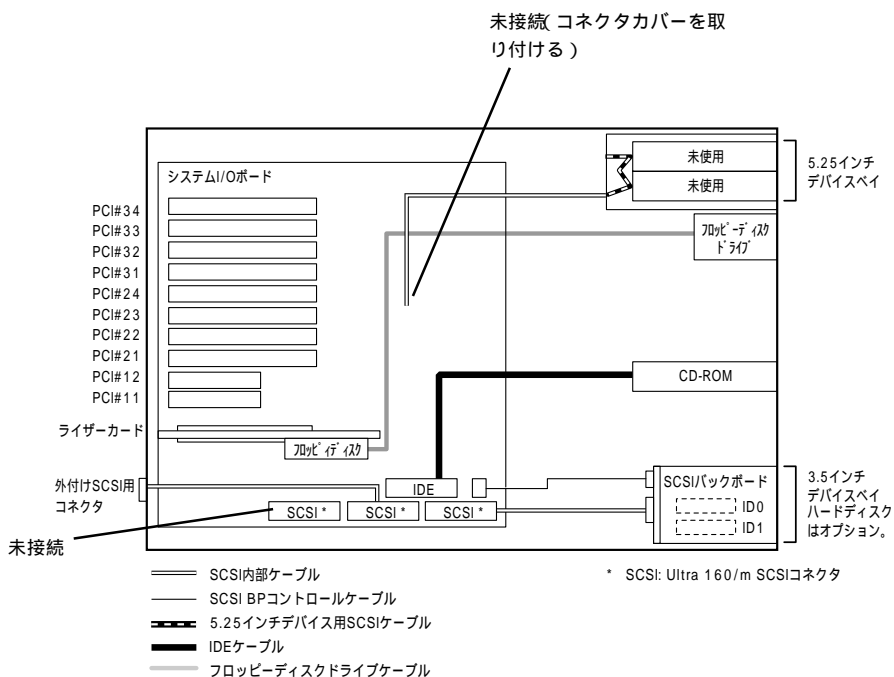 未接続(コネクタカバーを取
り付ける)
システムI/Oボード
未使用
未使用
5.25インチ
デバイスベイ
PCI#34
PCI#33
PCI#32
PCI#31
PCI#24
PCI#23
PCI#22
PCI#21
PCI#12
PCI#11
フロッピーディスク
ドライブ
CD-ROM
ライザーカード
フロッピィディスク
外付けSCSI用
コネクタ
IDE
SCSI *
SCSI *
SCSI *
SCSIバックボード
ID0
ID1
3.5インチ
デバイスベイ
ハードディスク
はオプション。
未接続
SCSI内部ケーブル
SCSI BPコントロールケーブル
5.25インチデバイス用SCSIケーブル
IDEケーブル
フロッピーディスクドライブケーブル
* SCSI: Ultra 160/m SCSIコネクタ